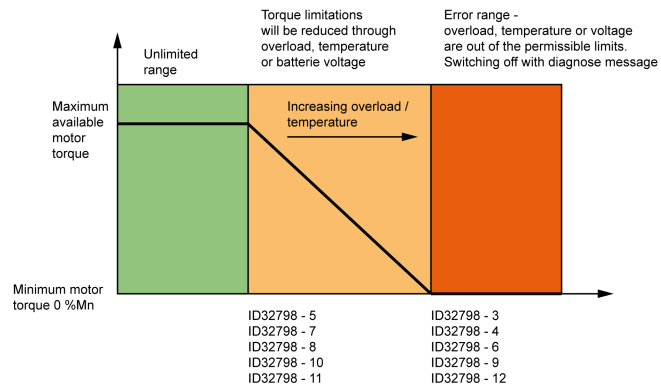 Unlimited
range
Torque limitations
will be reduced through
overload, temperature
or batterie voltage
Error range -
overload, temperature or voltage
are out of the permissible limits.
Switching off with diagnose message
Maximum
available
motor
torque
Increasing overload /
temperature
Minimum motor
torque 0 %Mn
ID32798 - 5
ID32798 - 7
ID32798 - 8
ID32798 - 10
ID32798 - 11
ID32798 - 3
ID32798 - 4
ID32798 - 6
ID32798 - 9
ID32798 - 12